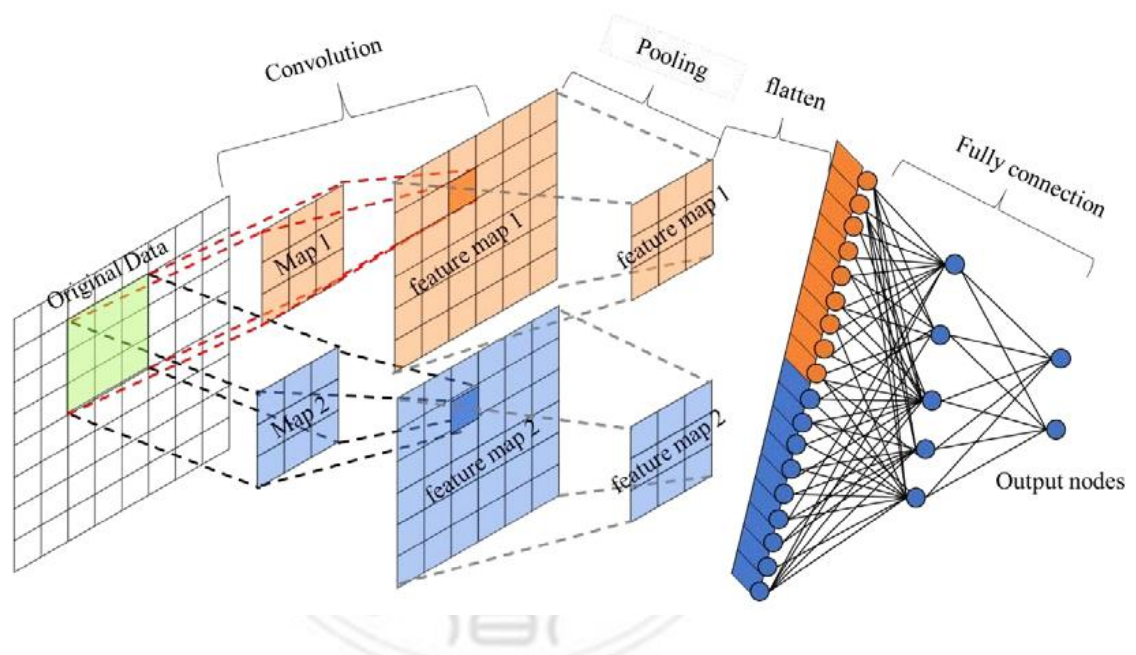 Convolution
Pooling
flatten
Fully connection
Original Data
Map 1
feature map 1
feature map 1
Map 2
feature map 2
feature map 2
Output nodes